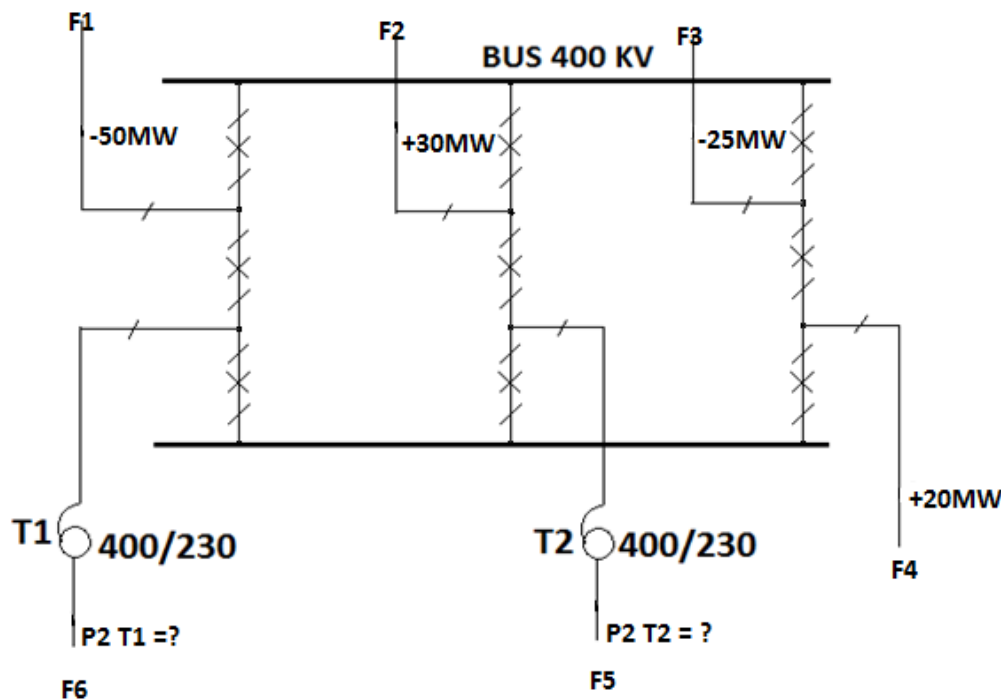 F1
F2
F3
BUS 400 KV
-50MW
+30MW
-25MW
+20MW
T1
400/230
T2
400/230
F4
P2 T1 =?
P2 T2 = ?
F6
F5